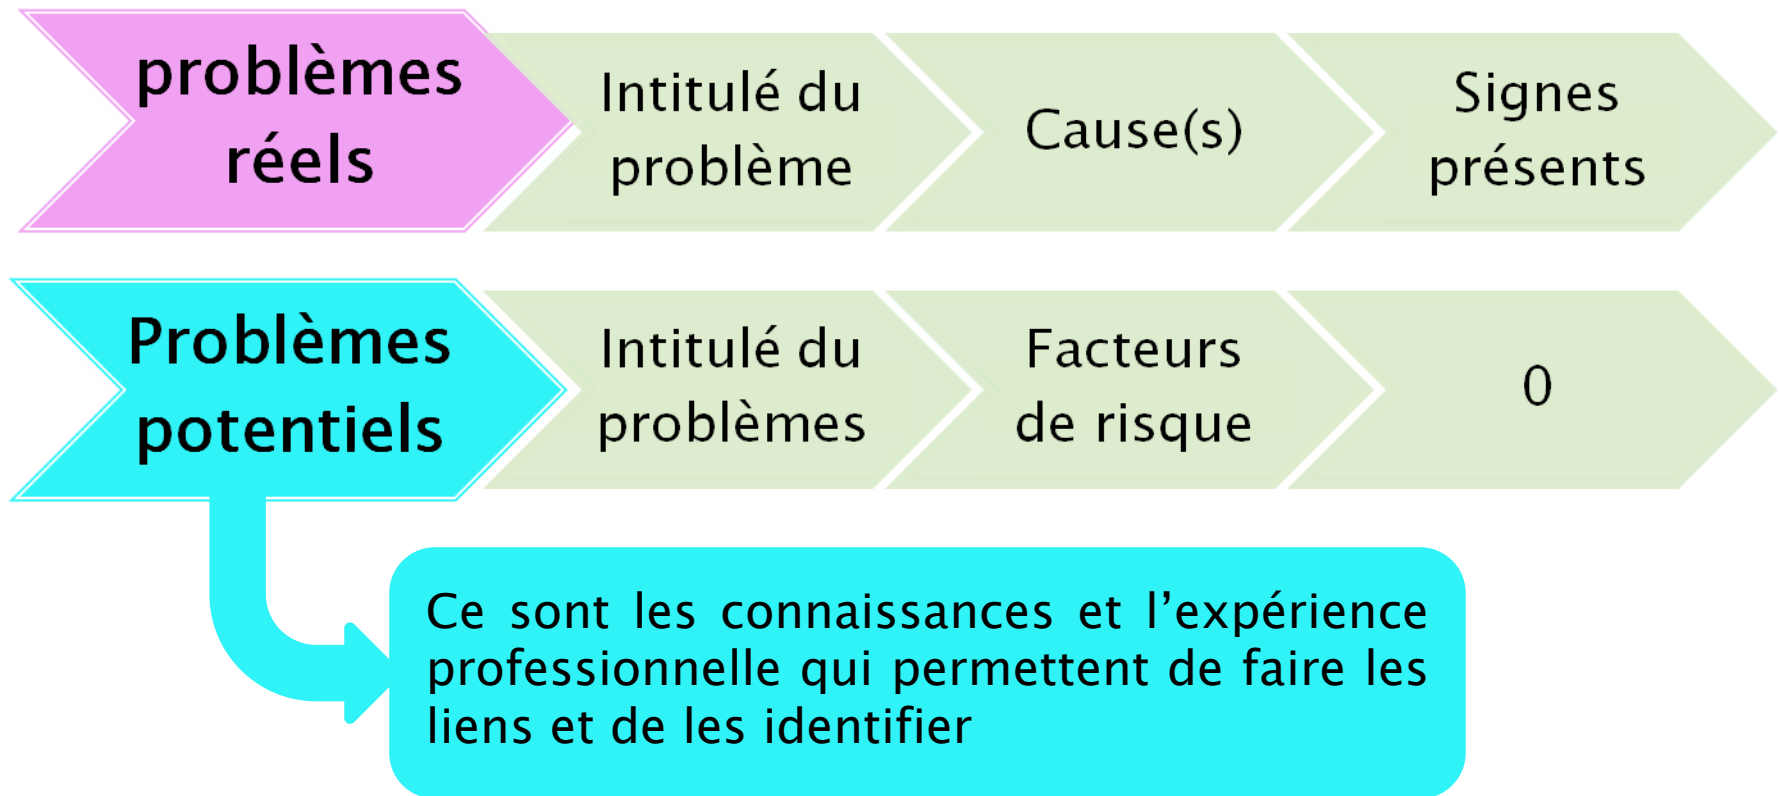 problèmes
réels
Intitulé du
problème
Cause(s)
Signes
présents
Problèmes
potentiels
Intitulé du
problèmes
Facteurs
de risque
0
Ce sont les connaissances et l’expérience
professionnelle qui permettent de faire les
liens et de les identifier